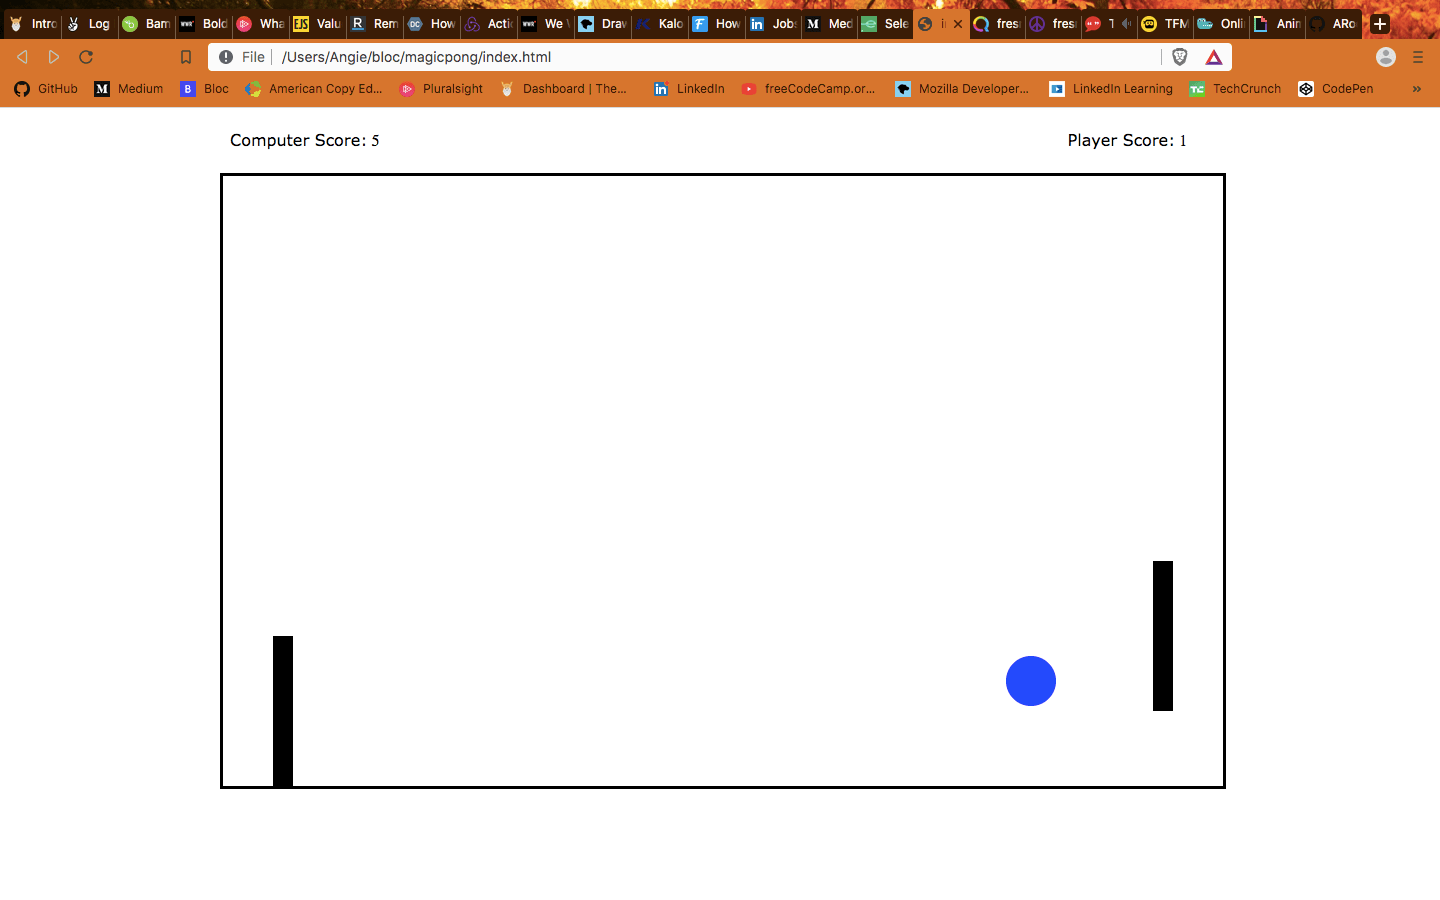 Intro Log Bam Bold Wha Valu Rem How Actio We Draw Kalo How Jobs Med Sele fres fres TFM Onli Anin ARo
File /Users/Angie/bloc/magicpong/index.html
GitHub Medium Bloc American Copy Ed... Pluralsight Dashboard | The... LinkedIn freeCodeCamp.or... Mozilla Developer... LinkedIn Learning TechCrunch CodePen »
Computer Score: 5 Player Score: 1